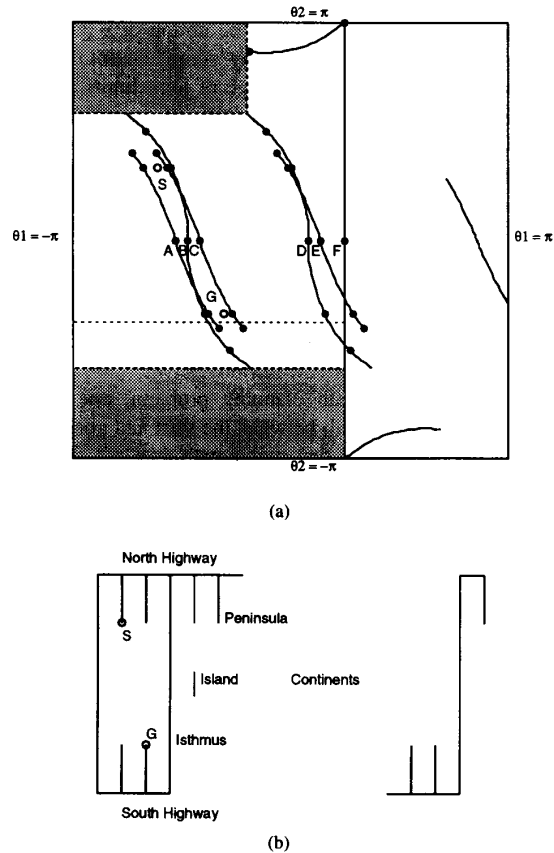 θ2 = π
S
θ1 = -π
θ1 = π
A B C
D E F
G
θ2 = -π
(a)
North Highway
Peninsula
S
Island
Continents
G
Isthmus
South Highway
(b)